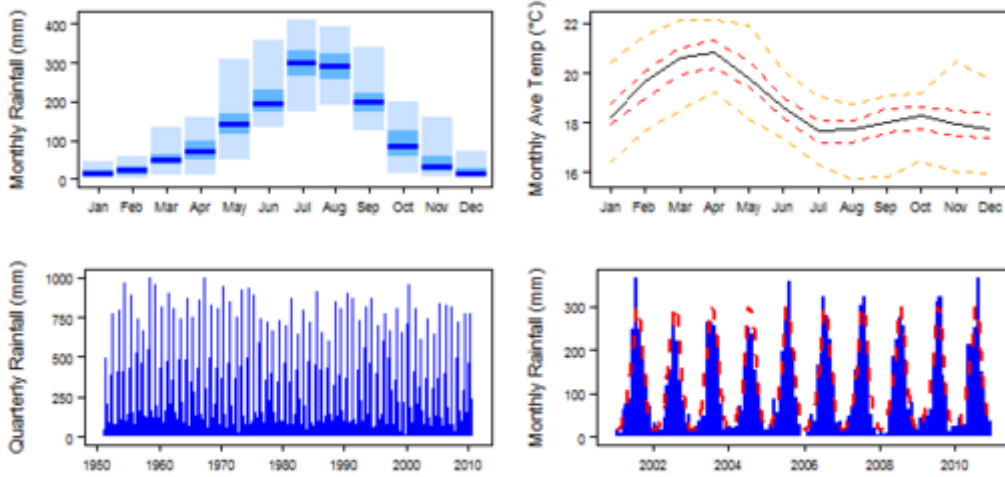 Monthly Rainfall (mm)
400
300
200
100
0
Jan Feb Mar Apr May Jun Jul Aug Sep Oct Nov Dec
Monthly Ave Temp (°C)
22
20
18
16
Jan Feb Mar Apr May Jun Jul Aug Sep Oct Nov Dec
Quarterly Rainfall (mm)
1000
750
500
250
0
1950 1960 1970 1980 1990 2000 2010
Monthly Rainfall (mm)
300
200
100
0
2002 2004 2006 2008 2010